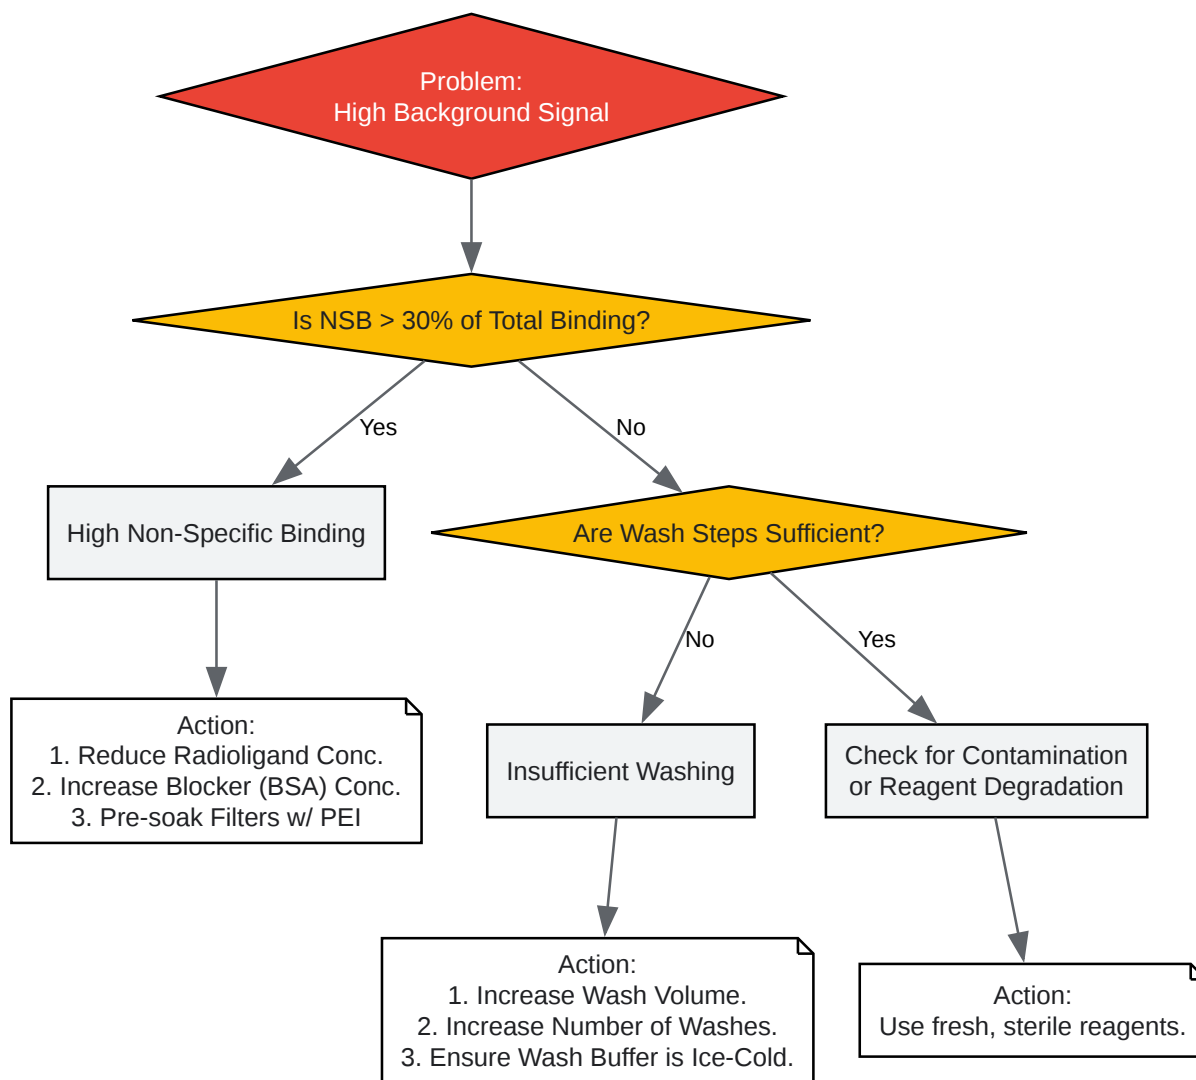 Problem:
High Background Signal
Is NSB > 30% of Total Binding?
Yes
No
High Non-Specific Binding
Are Wash Steps Sufficient?
No
Yes
Action:
1. Reduce Radioligand Conc.
2. Increase Blocker (BSA) Conc.
3. Pre-soak Filters w/ PEI
Insufficient Washing
Check for Contamination
or Reagent Degradation
Action:
1. Increase Wash Volume.
2. Increase Number of Washes.
3. Ensure Wash Buffer is Ice-Cold.
Action:
Use fresh, sterile reagents.